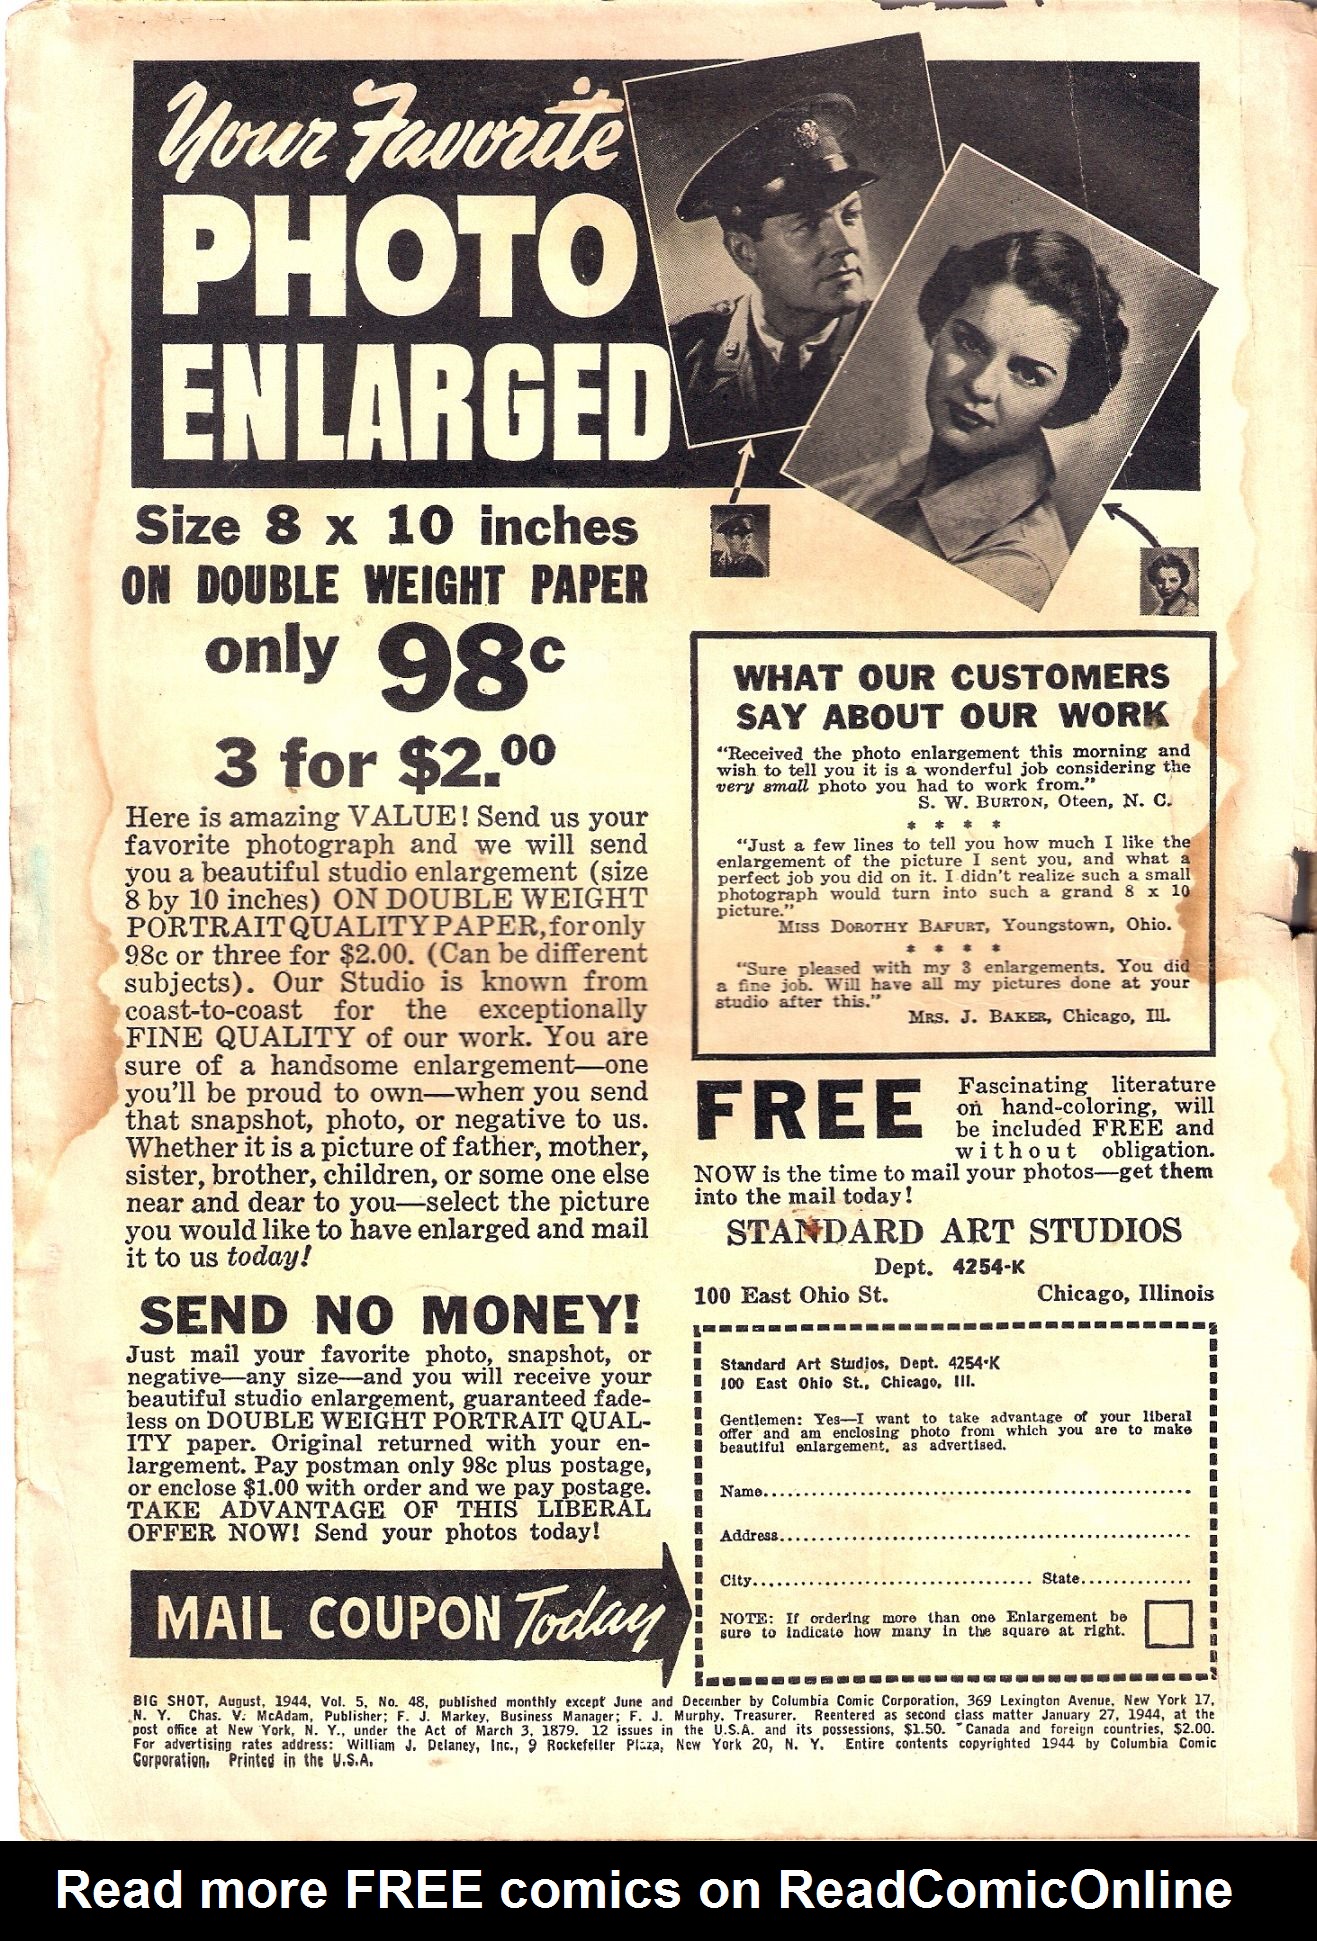 Your Favorite
PHOTO
ENLARGED
Size 8 x 10 inches
ON DOUBLE WEIGHT PAPER
only 98c
3 for $2.00
Here is amazing VALUE! Send us your
favorite photograph and we will send
you a beautiful studio enlargement (size
8 by 10 inches) ON DOUBLE WEIGHT
PORTRAIT QUALITY PAPER, for only
98c or three for $2.00. (Can be different
subjects). Our Studio is known from
coast-to-coast for the exceptionally
FINE QUALITY of our work. You are
sure of a handsome enlargement—one
you'll be proud to own—when you send
that snapshot, photo, or negative to us.
Whether it is a picture of father, mother,
sister, brother, children, or some one else
near and dear to you—select the picture
you would like to have enlarged and mail
it to us today!
SEND NO MONEY!
Just mail your favorite photo, snapshot, or
negative—any size—and you will receive your
beautiful studio enlargement, guaranteed fade-
less on DOUBLE WEIGHT PORTRAIT QUAL-
ITY paper. Original returned with your en-
largement. Pay postman only 98c plus postage,
or enclose $1.00 with order and we pay postage.
TAKE ADVANTAGE OF THIS LIBERAL
OFFER NOW! Send your photos today!
MAIL COUPON Today
WHAT OUR CUSTOMERS
SAY ABOUT OUR WORK
"Received the photo enlargement this morning and
wish to tell you it is a wonderful job considering the
very small photo you had to work from."
S. W. BURTON, Oteen, N. C.
* * * *
"Just a few lines to tell you how much I like the
enlargement of the picture I sent you, and what a
perfect job you did on it. I didn't realize such a small
photograph would turn into such a grand 8 x 10
picture."
MISS DOROTHY BAFURT, Youngstown, Ohio.
* * * *
"Sure pleased with my 3 enlargements. You did
a fine job. Will have all my pictures done at your
studio after this."
MRS. J. BAKER, Chicago, Ill.
FREE Fascinating literature
on hand-coloring, will
be included FREE and
without obligation.
NOW is the time to mail your photos—get them
into the mail today!
STANDARD ART STUDIOS
Dept. 4254-K
100 East Ohio St. Chicago, Illinois
Standard Art Studios, Dept. 4254-K
100 East Ohio St., Chicago, Ill.
Gentlemen: Yes—I want to take advantage of your liberal
offer and am enclosing photo from which you are to make
beautiful enlargement, as advertised.
Name
Address
City State
NOTE: If ordering more than one Enlargement be
sure to indicate how many in the square at right.
BIG SHOT, August, 1944, Vol. 5, No. 48, published monthly except June and December by Columbia Comic Corporation, 369 Lexington Avenue, New York 17,
N. Y. Chas. V. McAdam, Publisher; F. J. Markey, Business Manager; F. J. Murphy, Treasurer. Reentered as second class matter January 27, 1944, at the
post office at New York, N. Y., under the Act of March 3, 1879. 12 issues in the U.S.A. and its possessions, $1.50. Canada and foreign countries, $2.00.
For advertising rates address: William J. Delaney, Inc., 9 Rockefeller Plaza, New York 20, N. Y. Entire contents copyrighted 1944 by Columbia Comic
Corporation, Printed in the U.S.A.
Read more FREE comics on ReadComicOnline